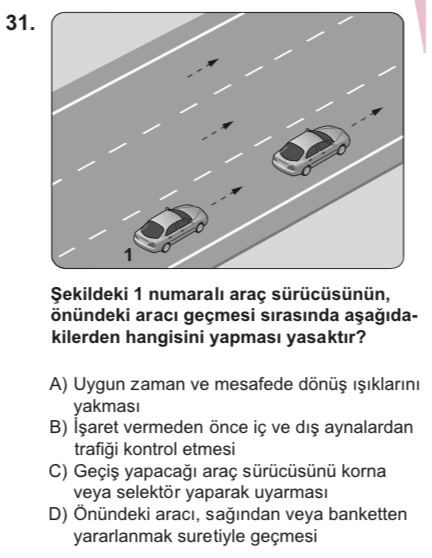 31.
1
Şekildeki 1 numaralı araç sürücüsünün,
önündeki aracı geçmesi sırasında aşağıda-
kilerden hangisini yapması yasaktır?
A) Uygun zaman ve mesafede dönüş ışıklarını
yakması
B) İşaret vermeden önce iç ve dış aynalardan
trafiği kontrol etmesi
C) Geçiş yapacağı araç sürücüsünü korna
veya selektör yaparak uyarması
D) Önündeki aracı, sağından veya banketten
yararlanmak suretiyle geçmesi